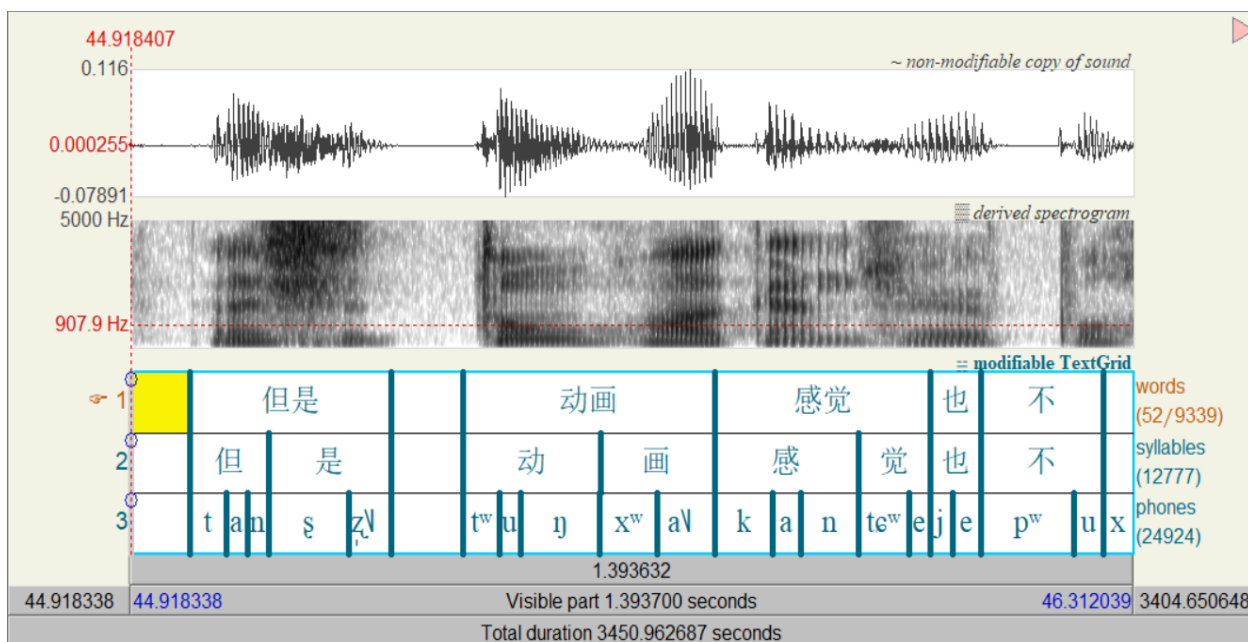 44.918407
0.116
~ non-modifiable copy of sound
0.000255
-0.07891
5000 Hz
▒ derived spectrogram
907.9 Hz
modifiable TextGrid
☞ 1 但是 动画 感觉 也 不 words (52/9339)
2 但 是 动 画 感 觉 也 不 syllables (12777)
3 t a n ʂ ʐ̩˥˩ tʷ u ŋ xʷ a˥˩ k a n tɕʷ e j e pʷ u x phones (24924)
1.393632
44.918338 44.918338 Visible part 1.393700 seconds 46.312039 3404.650648
Total duration 3450.962687 seconds